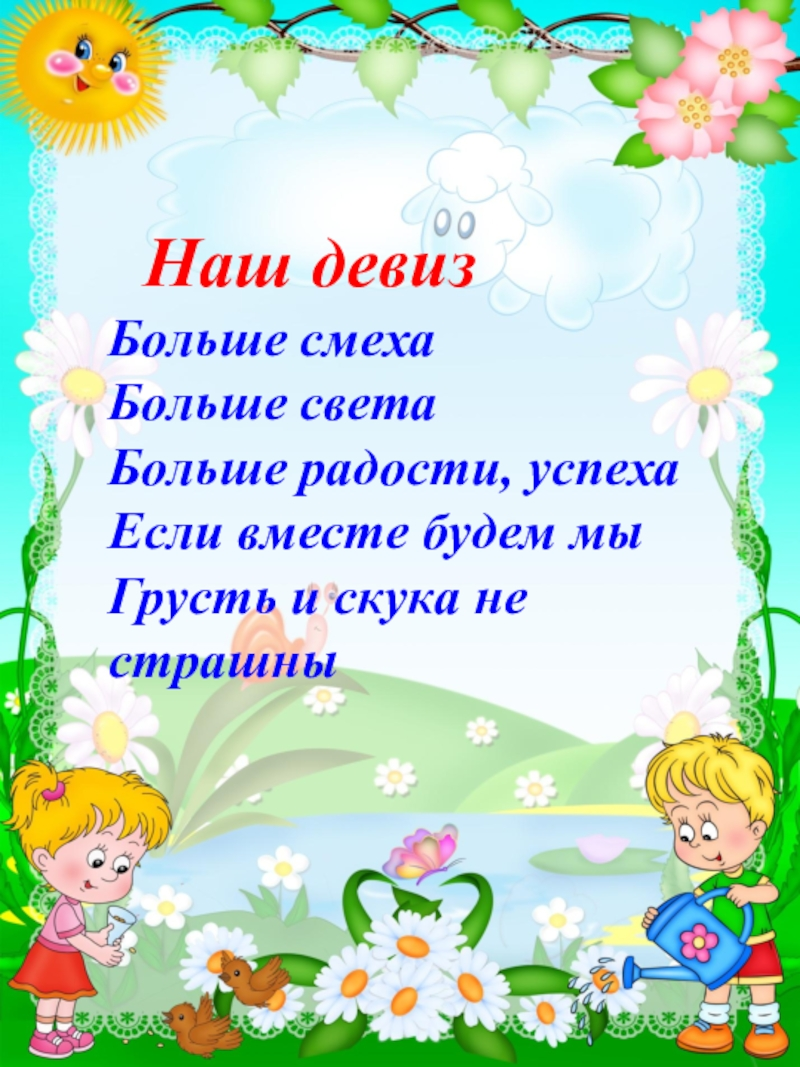 Наш девиз
Больше смеха
Больше света
Больше радости, успеха
Если вместе будем мы
Грусть и скука не
страшны